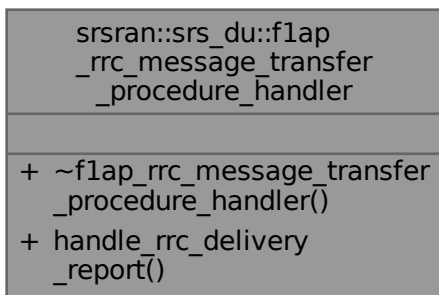 srsran::srs_du::f1ap
_rrc_message_transfer
_procedure_handler
+ ~f1ap_rrc_message_transfer
_procedure_handler()
+ handle_rrc_delivery
_report()